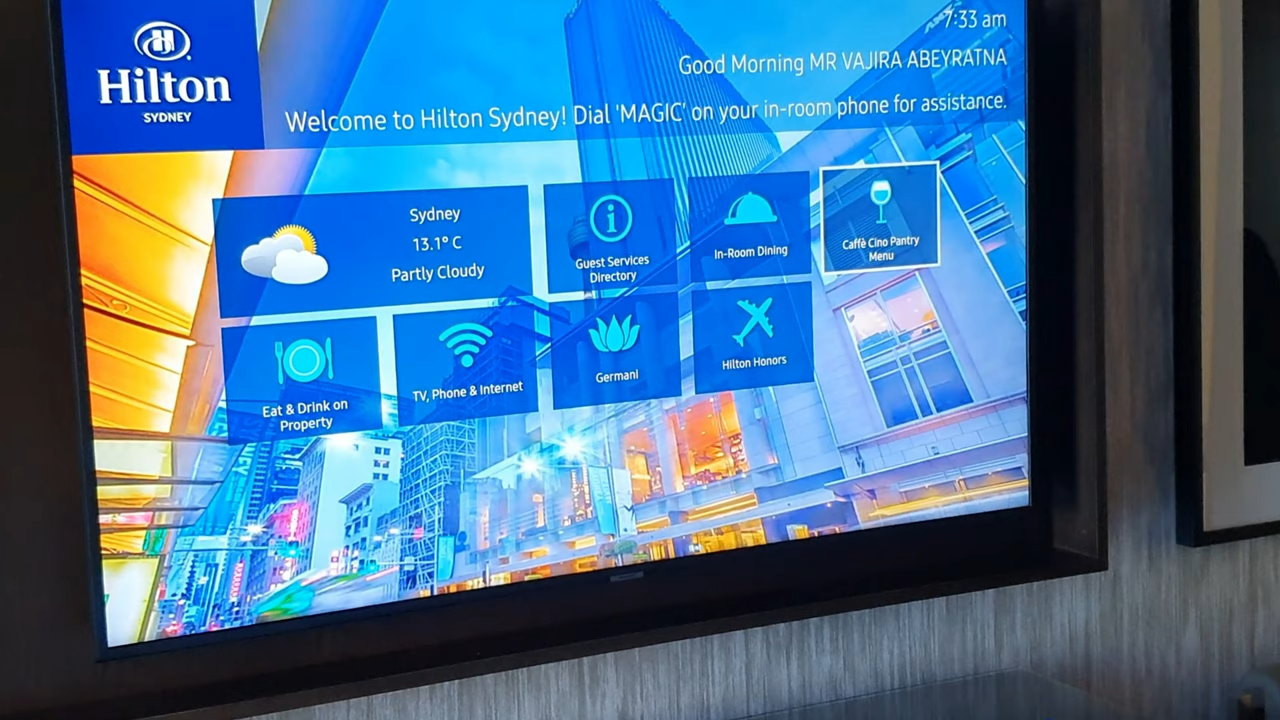 Hilton
SYDNEY
7:33 am
Good Morning MR VAJIRA ABEYRATNA
Welcome to Hilton Sydney! Dial 'MAGIC' on your in-room phone for assistance.
Sydney
13.1° C
Partly Cloudy
Guest Services
Directory
In-Room Dining
Caffè Cino Pantry
Menu
Eat & Drink on
Property
TV, Phone & Internet
GermanI
Hilton Honors